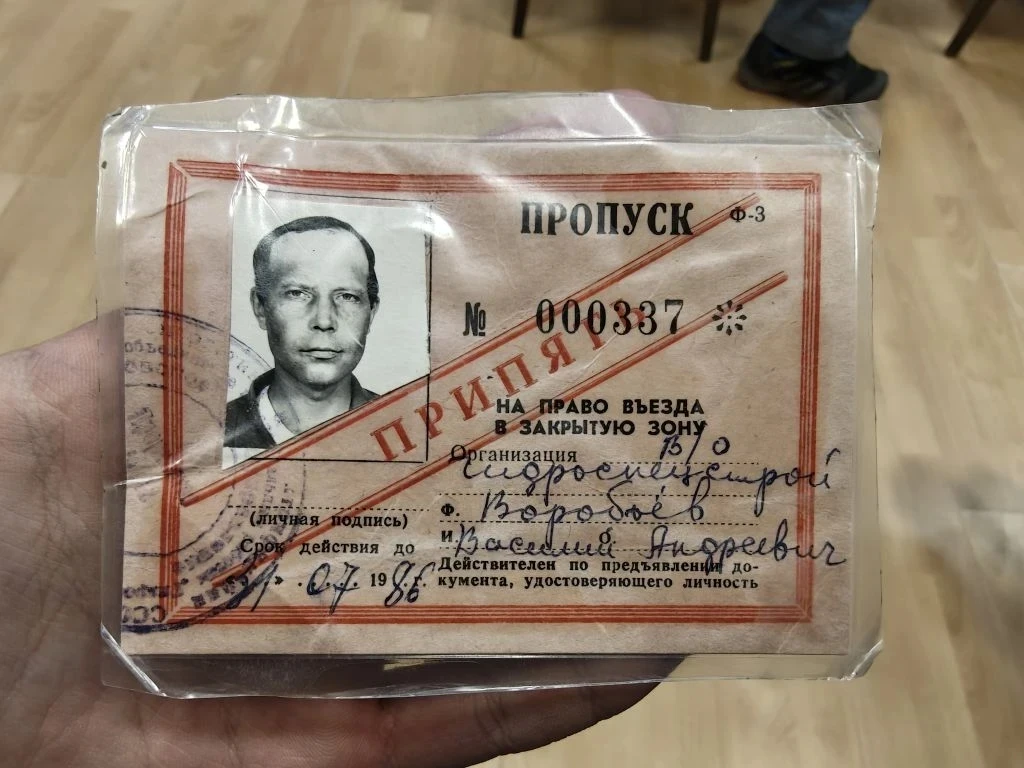 ПРОПУСК Ф-3
№ 000337
ПРИПЯТЬ
НА ПРАВО ВЪЕЗДА
В ЗАКРЫТУЮ ЗОНУ
Организация В/О
Гидроспецстрой
Ф. Воробьёв
И. Василий О. Андреевич
Действителен по предъявлении до-
кумента, удостоверяющего личность
(личная подпись)
Срок действия до
» 07. 1986 г.